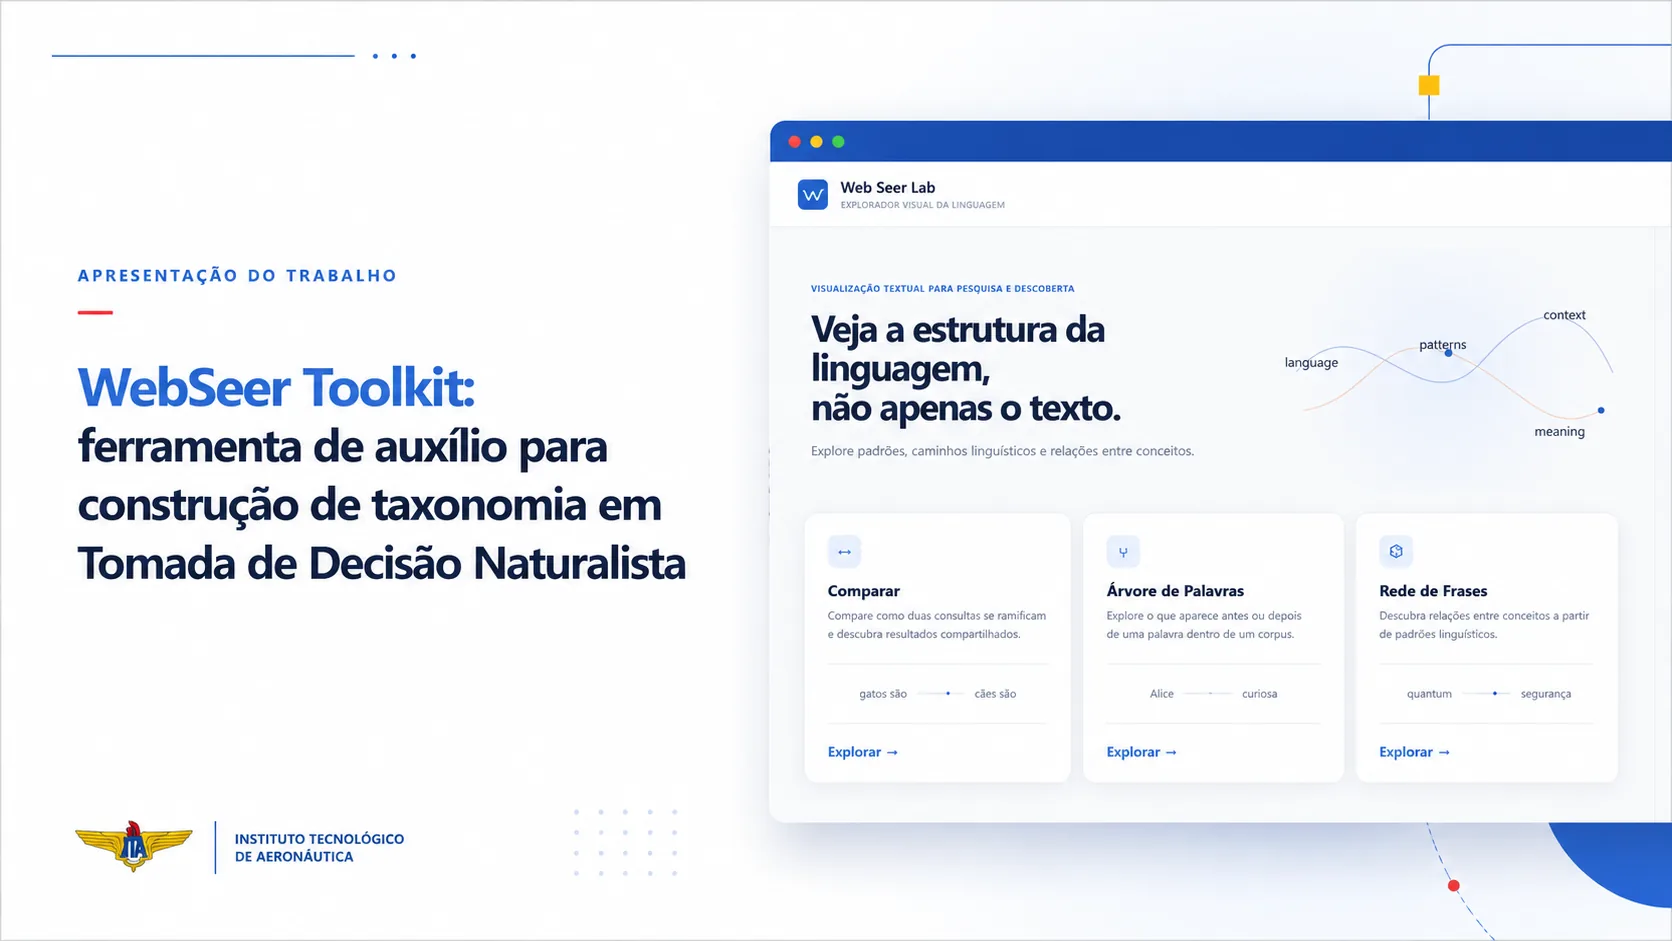 APRESENTAÇÃO DO TRABALHO
WebSeer Toolkit:
ferramenta de auxílio para
construção de taxonomia em
Tomada de Decisão Naturalista
ITA
INSTITUTO TECNOLÓGICO
DE AERONÁUTICA
W
Web Seer Lab
EXPLORADOR VISUAL DA LINGUAGEM
VISUALIZAÇÃO TEXTUAL PARA PESQUISA E DESCOBERTA
Veja a estrutura da
linguagem,
não apenas o texto.
Explore padrões, caminhos linguísticos e relações entre conceitos.
language
patterns
context
meaning
Comparar
Compare como duas consultas se ramificam
e descubra resultados compartilhados.
gatos são
cães são
Explorar →
Árvore de Palavras
Explore o que aparece antes ou depois
de uma palavra dentro de um corpus.
Alice
curiosa
Explorar →
Rede de Frases
Descubra relações entre conceitos a partir
de padrões linguísticos.
quantum
segurança
Explorar →